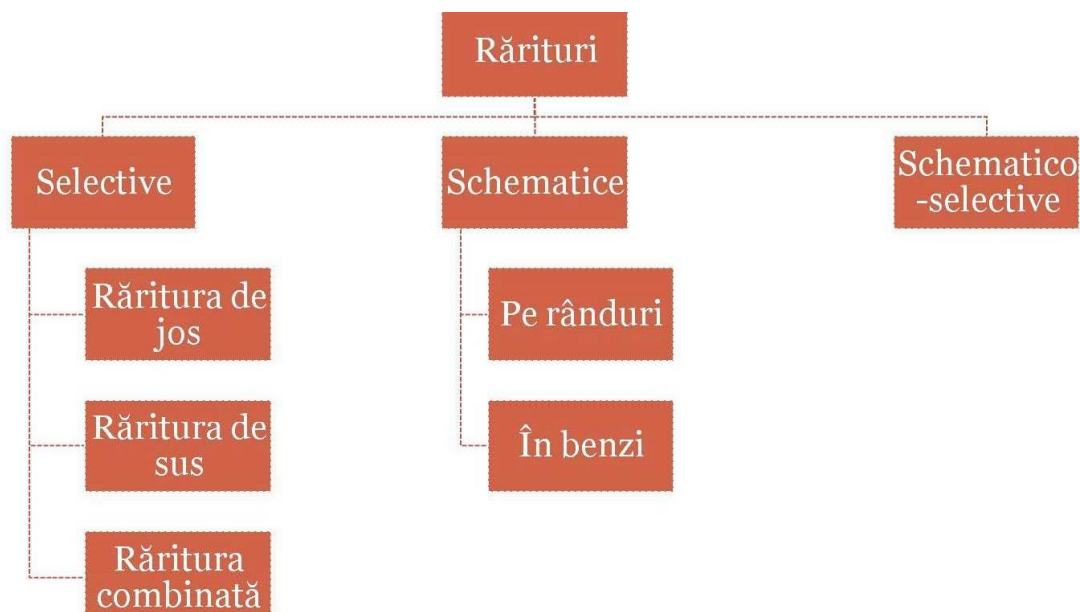 Rărituri
Selective
Schematice
Schematico
-selective
Răritura de
jos
Pe rânduri
Răritura de
sus
În benzi
Răritura
combinată